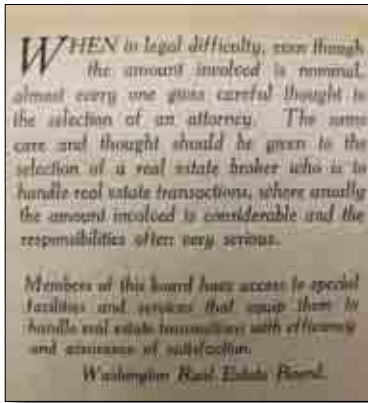 WHEN in legal difficulty, even though
the amount involved is nominal,
almost every one gives careful thought to
the selection of an attorney. The same
care and thought should be given to the
selection of a real estate broker who is to
handle real estate transactions, where usually
the amount involved is considerable and the
responsibilities often very serious.
Members of this board have access to special
facilities and services that equip them to
handle real estate transactions with efficiency
and assurance of satisfaction.
Washington Real Estate Board.